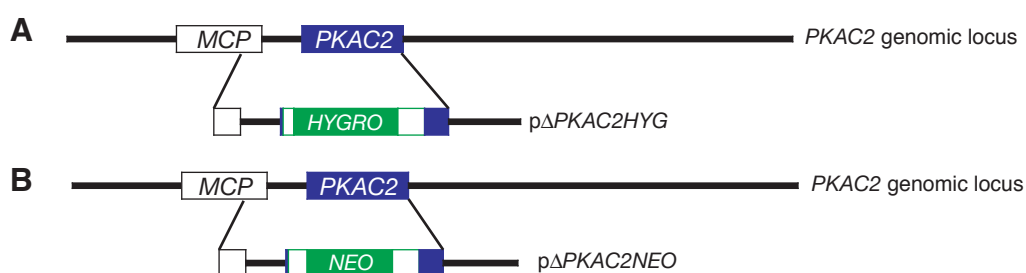 A MCP PKAC2 PKAC2 genomic locus
HYGRO pΔPKAC2HYG
B MCP PKAC2 PKAC2 genomic locus
NEO pΔPKAC2NEO